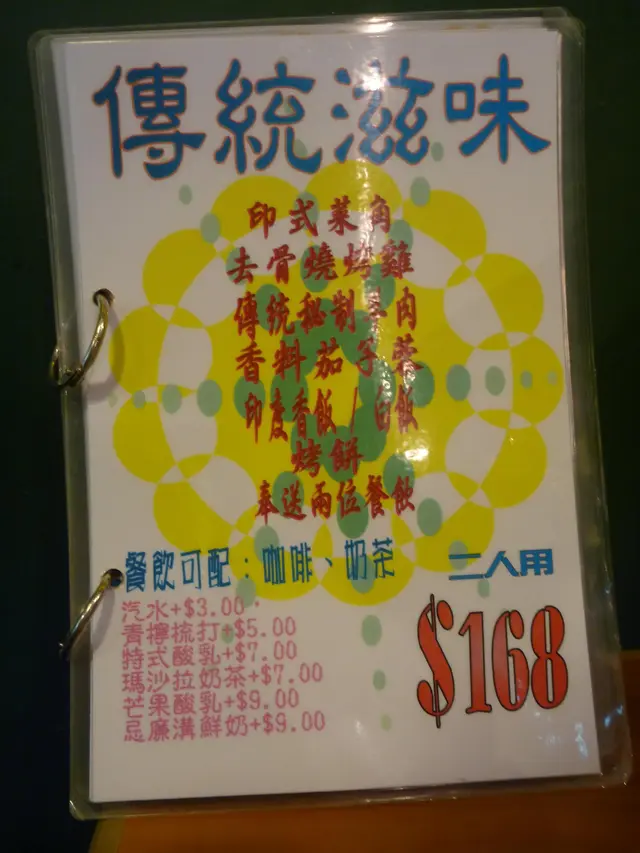 傳統滋味
印式菜角
去骨燒烤雞
傳統秘制羊肉
香料茄子蓉
印度香飯/白飯
烤餅
奉送兩位餐飲
餐飲可配：咖啡、奶茶
二人用
汽水+$3.00
青檸梳打+$5.00
特式酸乳+$7.00
瑪沙拉奶茶+$7.00
芒果酸乳+$9.00
忌廉溝鮮奶+$9.00
$168